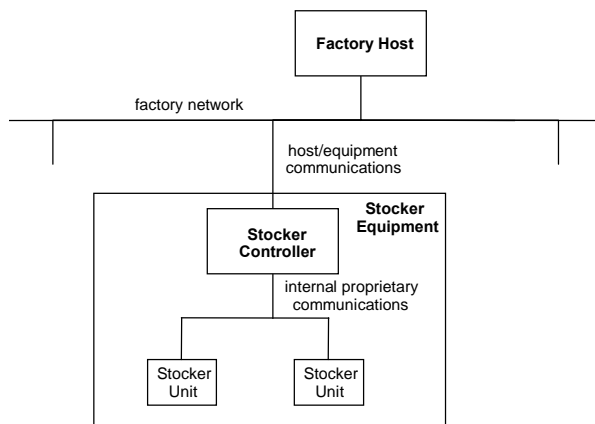 Factory Host
factory network
host/equipment
communications
Stocker
Equipment
Stocker
Controller
internal proprietary
communications
Stocker
Unit
Stocker
Unit